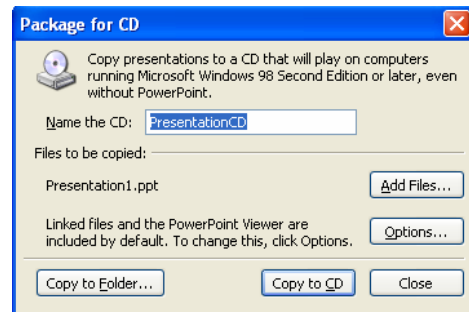 Package for CD
Copy presentations to a CD that will play on computers
running Microsoft Windows 98 Second Edition or later, even
without PowerPoint.
Name the CD: PresentationCD
Files to be copied:
Presentation1.ppt Add Files...
Linked files and the PowerPoint Viewer are
included by default. To change this, click Options. Options...
Copy to Folder... Copy to CD Close